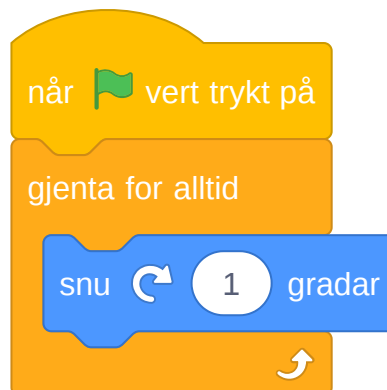 når vert trykt på
gjenta for alltid
snu 1 gradar